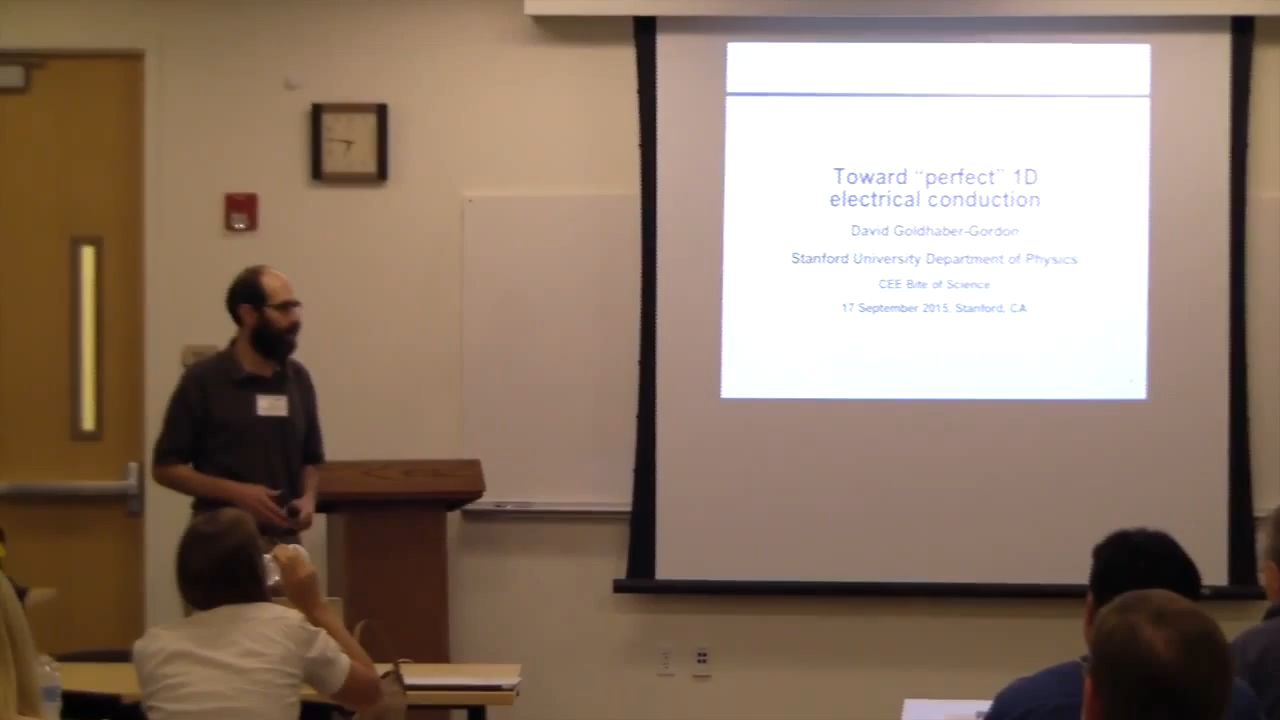 Toward “perfect” 1D
electrical conduction
David Goldhaber-Gordon
Stanford University Department of Physics
CEE Bite of Science
17 September 2015, Stanford, CA